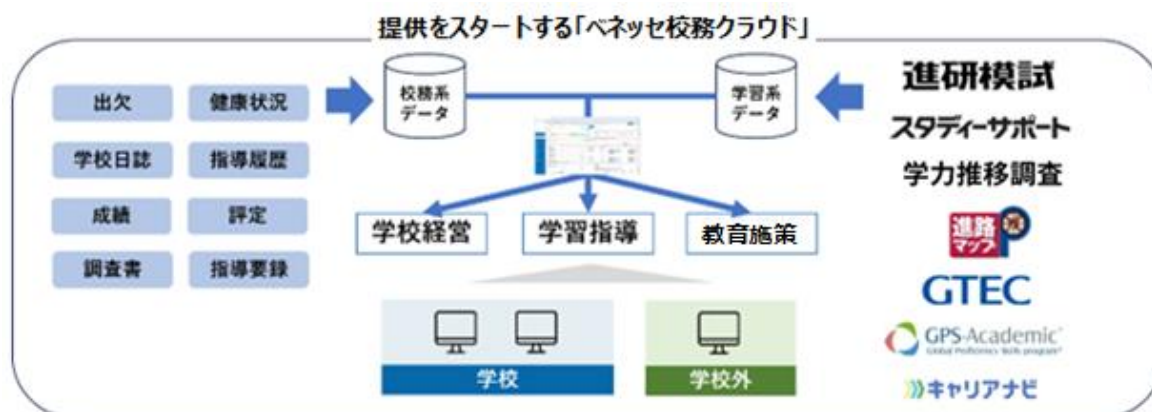 提供をスタートする「ベネッセ校務クラウド」
出欠
健康状況
学校日誌
指導履歴
成績
評定
調査書
指導要録
校務系
データ
学習系
データ
学校経営
学習指導
教育施策
学校
学校外
進研模試
スタディーサポート
学力推移調査
進路
マップ
GTEC
GPS-Academic
Global Proficiency Skills program
キャリアナビ